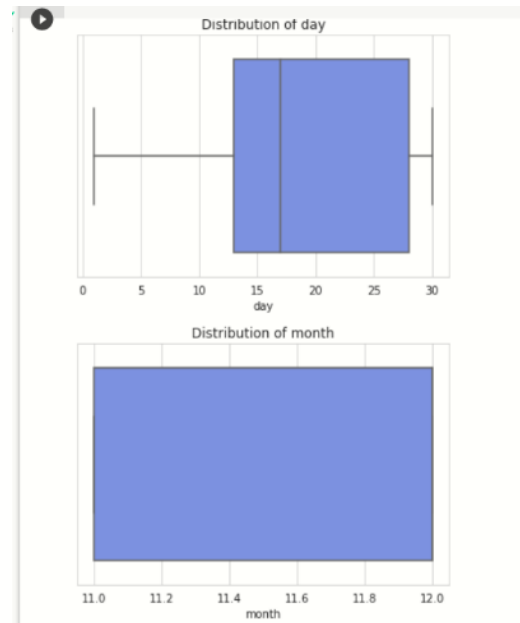 Distribution of day
0 5 10 15 20 25 30
day
Distribution of month
11.0 11.2 11.4 11.6 11.8 12.0
month